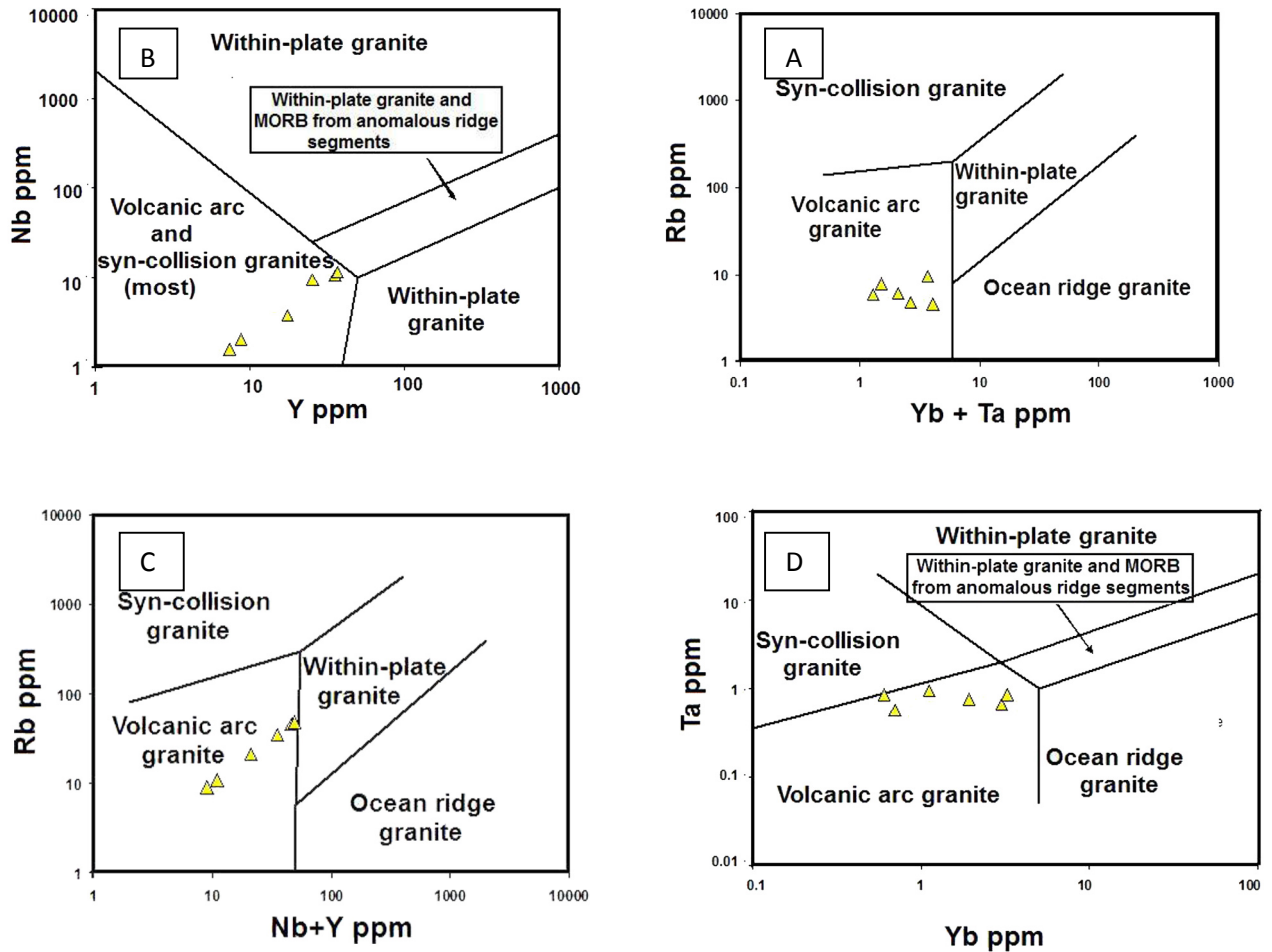 B
Within-plate granite
Within-plate granite and
MORB from anomalous ridge
segments
Volcanic arc
and
syn-collision granites
(most)
Within-plate
granite
10000
1000
100
10
1
1
10
100
1000
Nb ppm
Y ppm
A
Syn-collision granite
Within-plate
granite
Volcanic arc
granite
Ocean ridge granite
10000
1000
100
10
1
0.1
1
10
100
1000
Rb ppm
Yb + Ta ppm
C
Syn-collision
granite
Within-plate
granite
Volcanic arc
granite
Ocean ridge
granite
10000
1000
100
10
1
1
10
100
1000
10000
Rb ppm
Nb+Y ppm
D
Within-plate granite
Within-plate granite and MORB
from anomalous ridge segments
Syn-collision
granite
Ocean ridge
granite
Volcanic arc granite
e
100
10
1
0.1
0.01
0.1
1
10
100
Ta ppm
Yb ppm